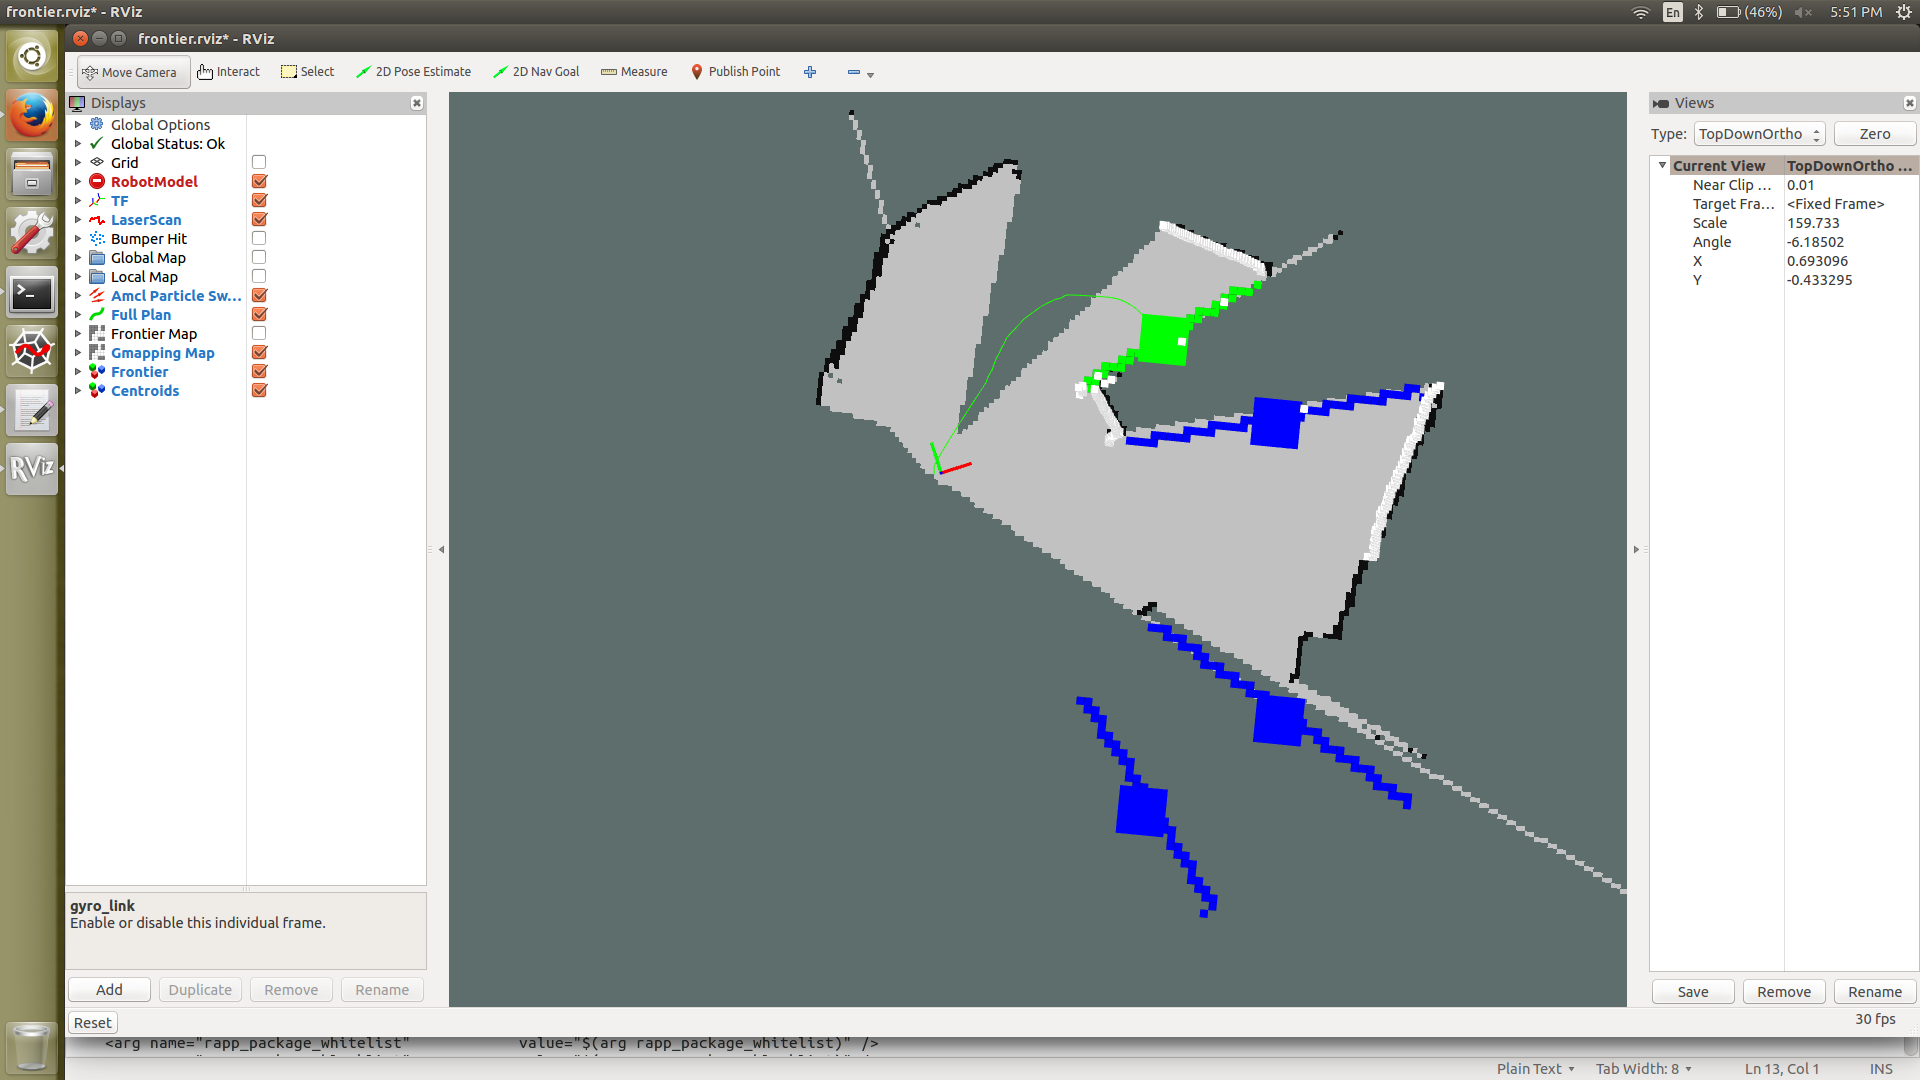 frontier.rviz* - RViz
En
(46%)
5:51 PM
frontier.rviz* - RViz
Move Camera
Interact
Select
2D Pose Estimate
2D Nav Goal
Measure
Publish Point
Displays
Global Options
Global Status: Ok
Grid
RobotModel
TF
LaserScan
Bumper Hit
Global Map
Local Map
Amcl Particle Sw...
Full Plan
Frontier Map
Gmapping Map
Frontier
Centroids
gyro_link
Enable or disable this individual frame.
Add Duplicate Remove Rename
Reset
Views
Type: TopDownOrtho Zero
Current View TopDownOrtho ...
Near Clip ... 0.01
Target Fra... <Fixed Frame>
Scale 159.733
Angle -6.18502
X 0.693096
Y -0.433295
Save Remove Rename
30 fps
RViz
<arg name="rapp_package_whitelist" value="$(arg rapp_package_whitelist)" />
Plain Text Tab Width: 8 Ln 13, Col 1 INS